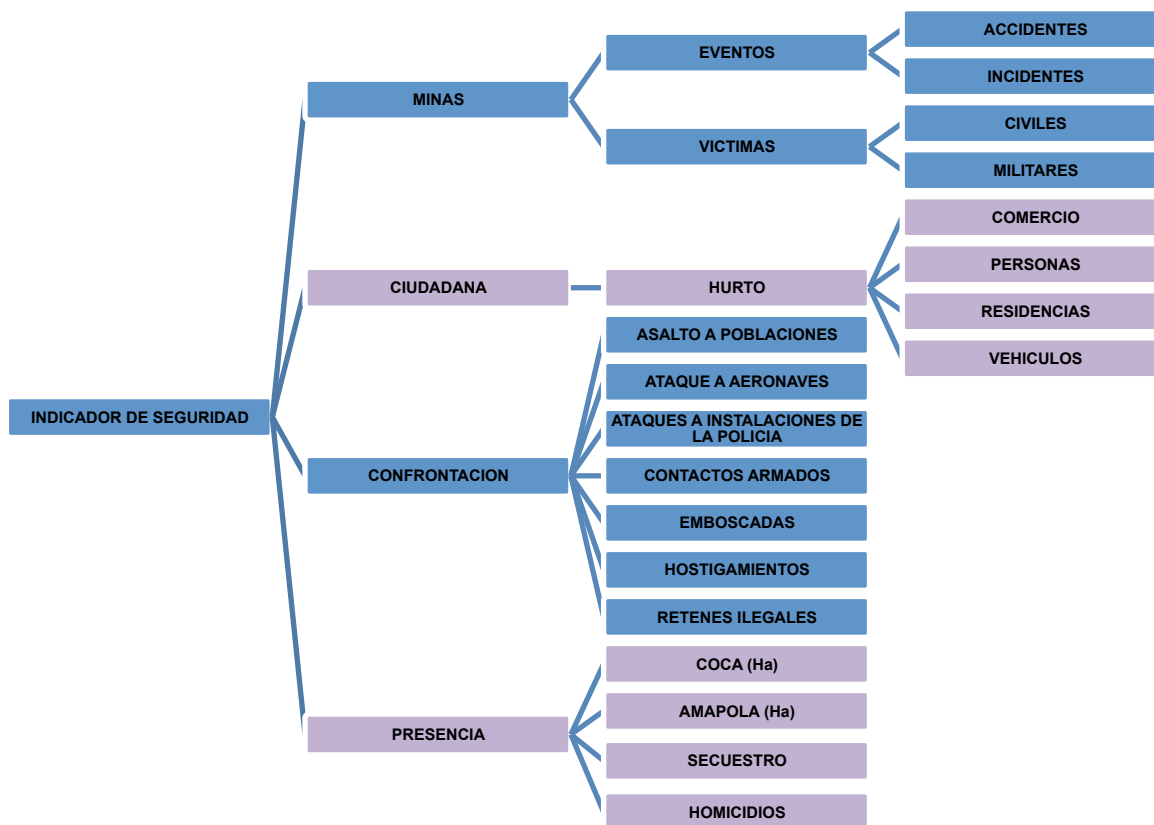 INDICADOR DE SEGURIDAD
MINAS
EVENTOS
ACCIDENTES
INCIDENTES
VICTIMAS
CIVILES
MILITARES
CIUDADANA
HURTO
COMERCIO
PERSONAS
RESIDENCIAS
VEHICULOS
CONFRONTACION
ASALTO A POBLACIONES
ATAQUE A AERONAVES
ATAQUES A INSTALACIONES DE
LA POLICIA
CONTACTOS ARMADOS
EMBOSCADAS
HOSTIGAMIENTOS
RETENES ILEGALES
PRESENCIA
COCA (Ha)
AMAPOLA (Ha)
SECUESTRO
HOMICIDIOS